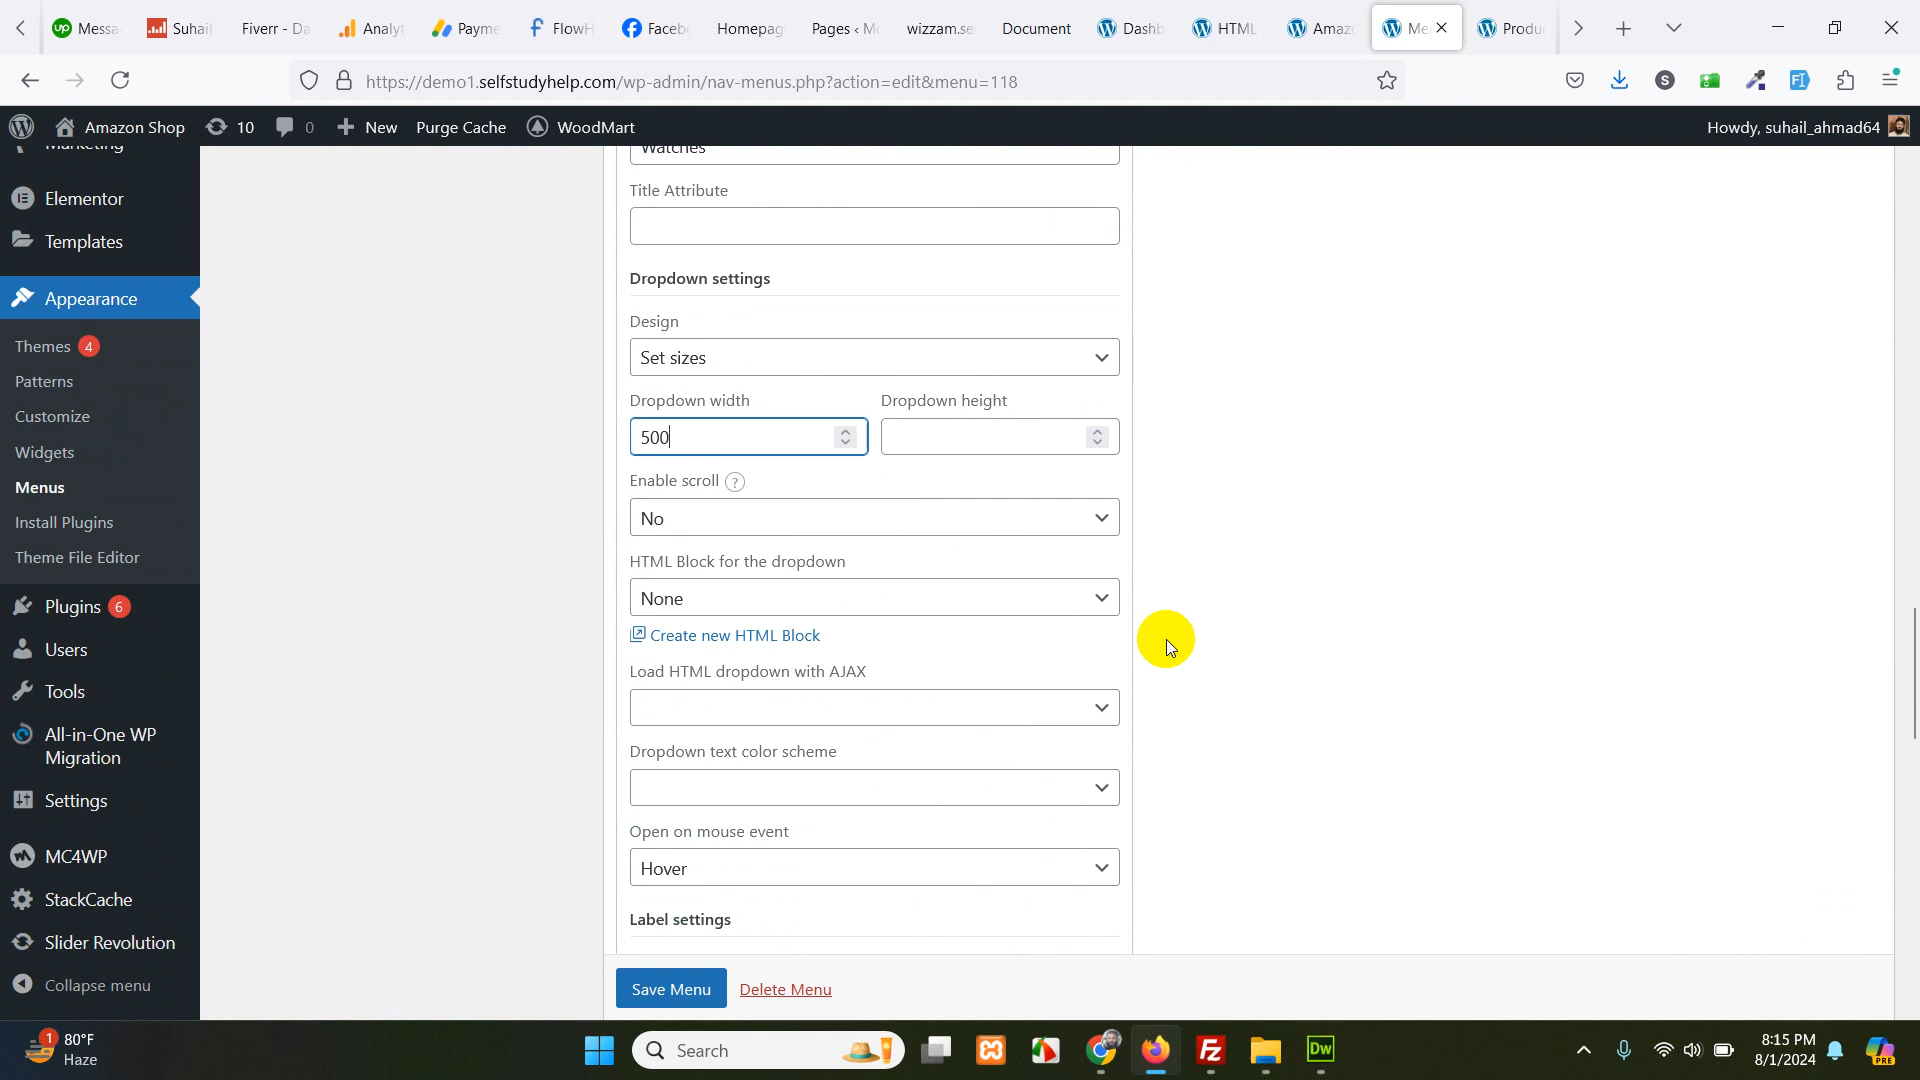 Messa
Suhail
Fiverr - Da
Analyt
Payme
FlowH
Facebo
Homepag
Pages ‹ Mo
wizzam.se
Document
Dashb
HTML
Amazo
Me
Produ
https://demo1.selfstudyhelp.com/wp-admin/nav-menus.php?action=edit&menu=118
Amazon Shop
10
0
New
Purge Cache
WoodMart
Howdy, suhail_ahmad64
Marketing
Elementor
Templates
Appearance
Themes 4
Patterns
Customize
Widgets
Menus
Install Plugins
Theme File Editor
Plugins 6
Users
Tools
All-in-One WP
Migration
Settings
MC4WP
StackCache
Slider Revolution
Collapse menu
Watches
Title Attribute
Dropdown settings
Design
Set sizes
Dropdown width
Dropdown height
500
Enable scroll ?
No
HTML Block for the dropdown
None
Create new HTML Block
Load HTML dropdown with AJAX
Dropdown text color scheme
Open on mouse event
Hover
Label settings
Save Menu
Delete Menu
1
80°F
Haze
Search
8:15 PM
8/1/2024